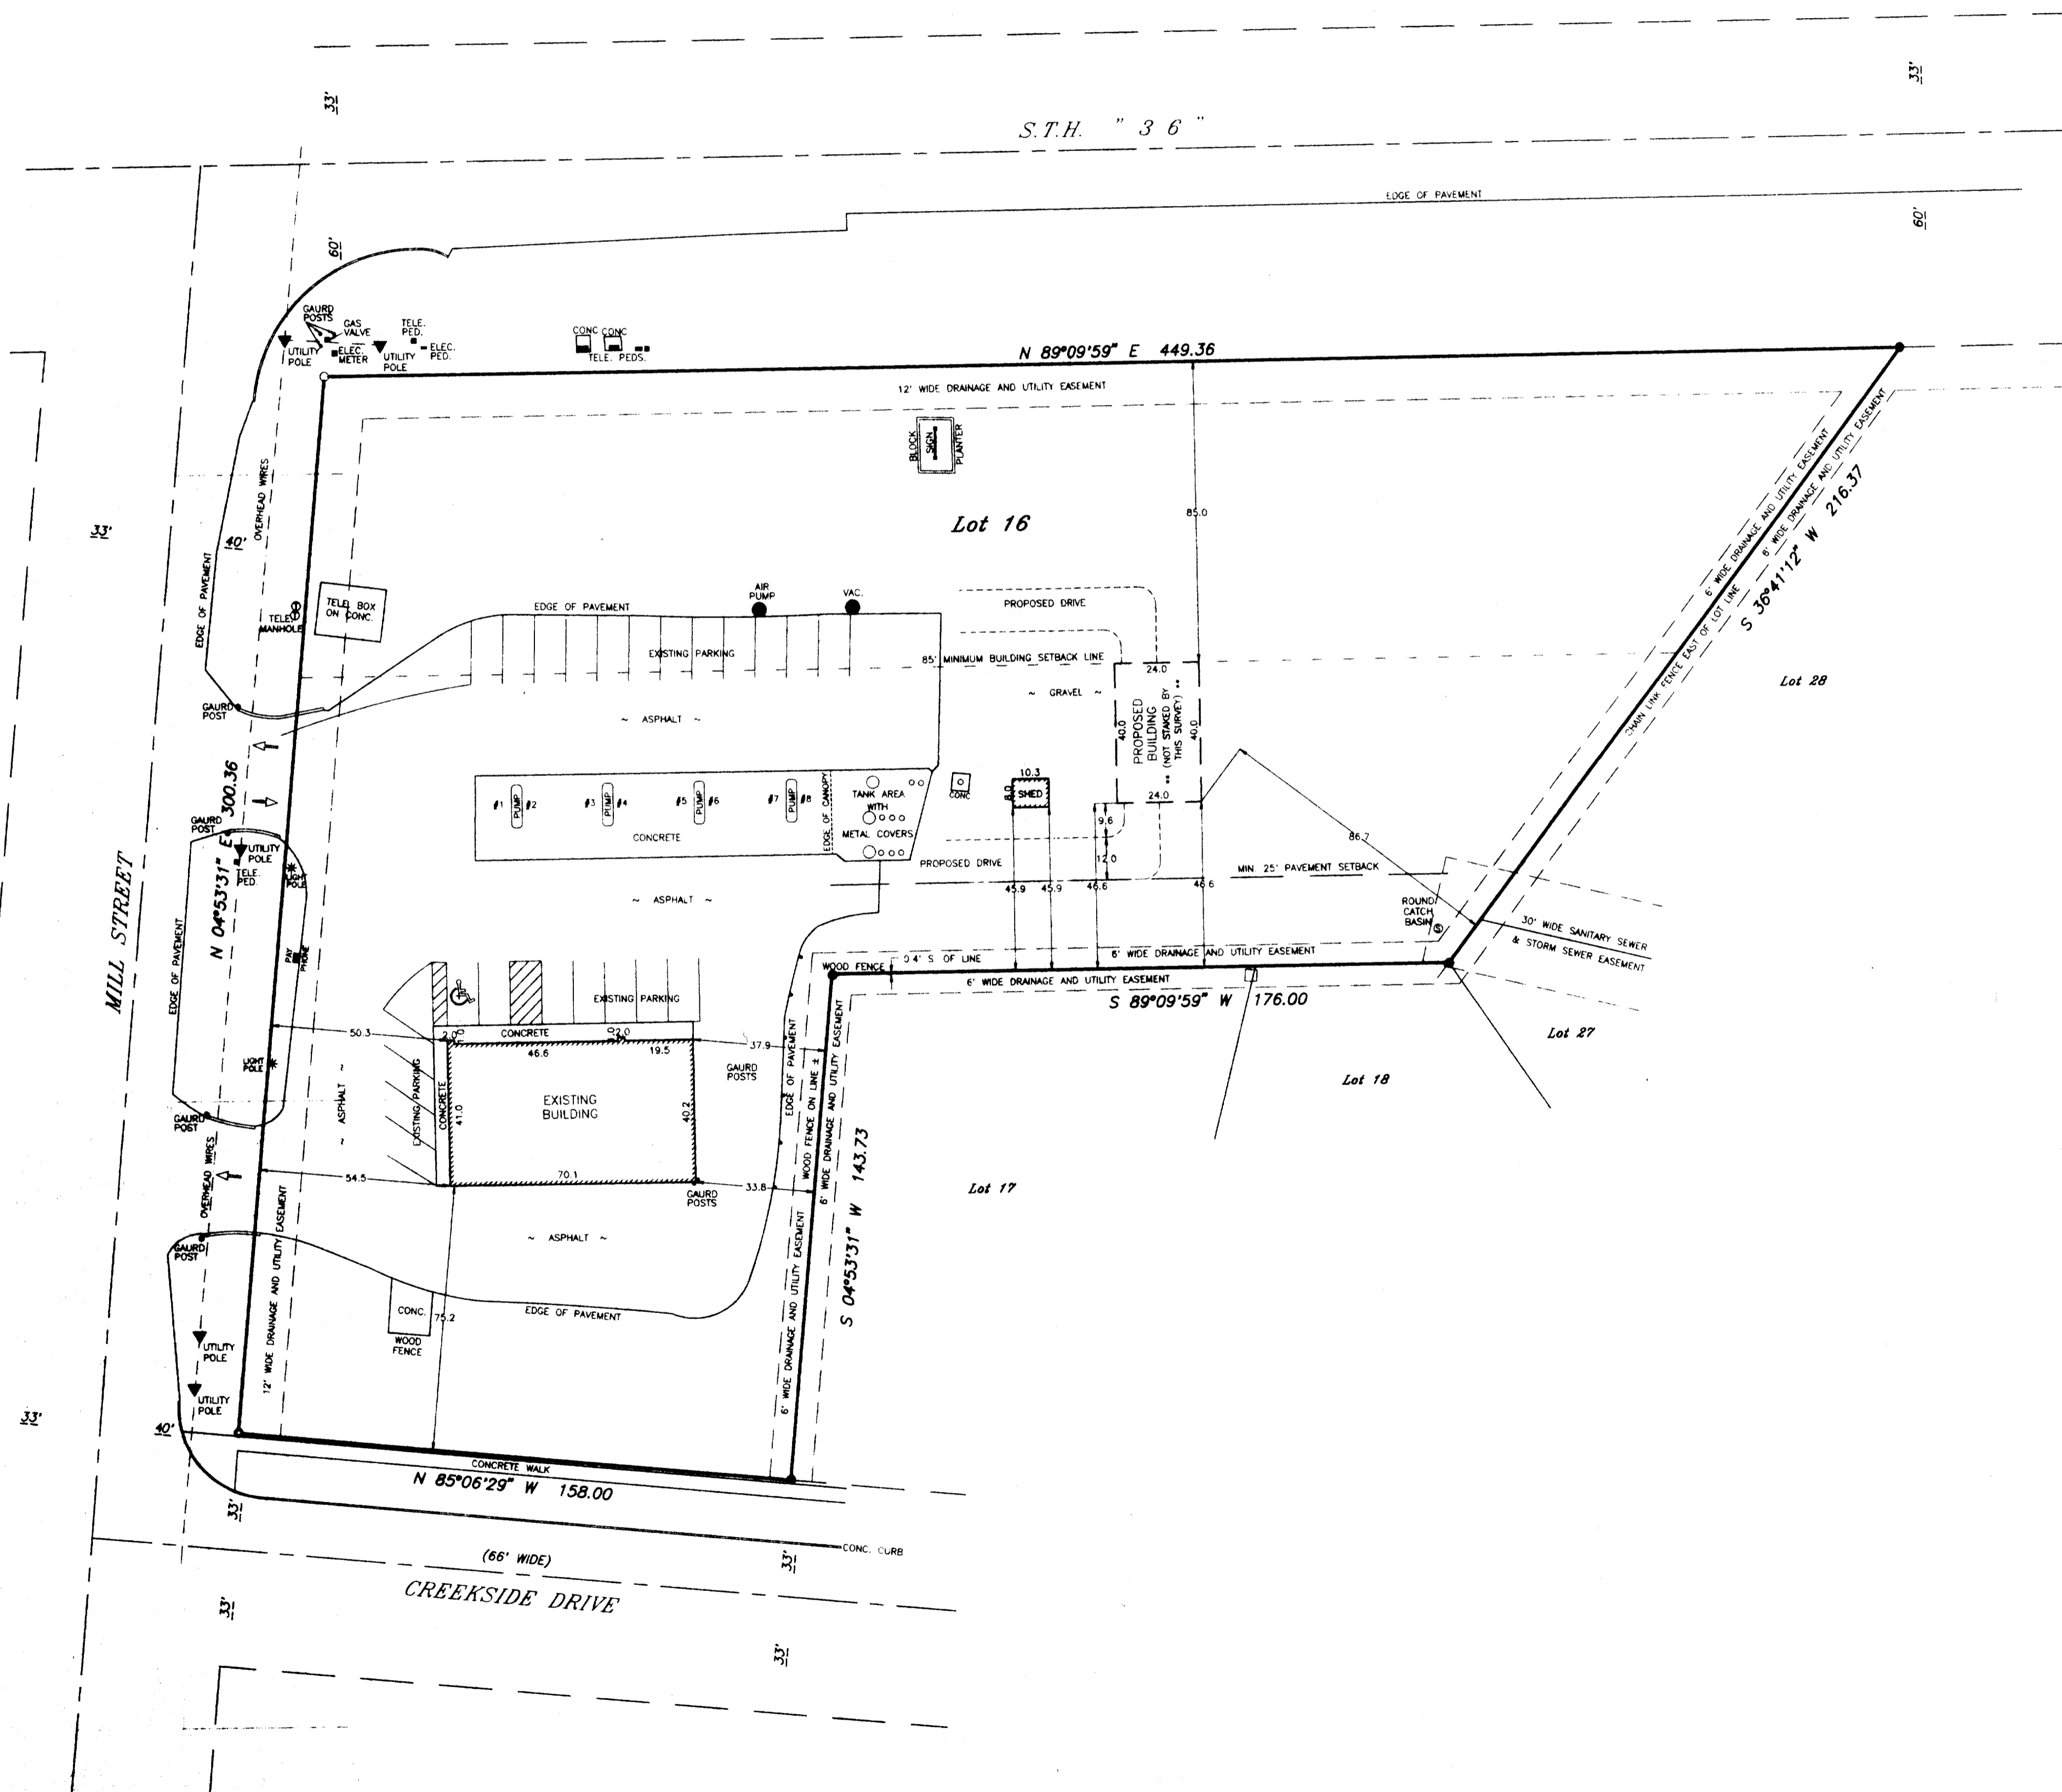 33'
33'
S.T.H. "36"
EDGE OF PAVEMENT
60'
60'
GAURD
POSTS
GAS
VALVE
TELE.
PED.
ELEC.
METER
ELEC.
PED.
UTILITY
POLE
UTILITY
POLE
CONC CONC
TELE. PEDS.
N 89°09'59" E 449.36
12' WIDE DRAINAGE AND UTILITY EASEMENT
BLOCK
SIGN
PLANTER
Lot 16
85.0
33'
40'
OVERHEAD WIRES
EDGE OF PAVEMENT
6' WIDE DRAINAGE AND UTILITY EASEMENT
6' WIDE DRAINAGE AND UTILITY EASEMENT
S 36°41'12" W 216.37
CHAIN LINK FENCE EAST OF LOT LINE
Lot 28
TELE. BOX
ON CONC.
TELE.
MANHOLE
EDGE OF PAVEMENT
AIR
PUMP
VAC.
PROPOSED DRIVE
EXISTING PARKING
85' MINIMUM BUILDING SETBACK LINE
24.0
~ GRAVEL ~
~ ASPHALT ~
40.0
PROPOSED
BUILDING
** (NOT STAKED BY
THIS SURVEY) **
40.0
24.0
GAURD
POST
N 04°53'31" E 300.36
#1 PUMP #2
#3 PUMP #4
#5 PUMP #6
#7 PUMP #8
CONCRETE
EDGE OF CANOPY
TANK AREA
WITH
METAL COVERS
CONC
10.3
8.0
SHED
9.6
12.0
PROPOSED DRIVE
45.9
45.9
46.6
46.6
86.7
MIN. 25' PAVEMENT SETBACK
GAURD
POST
UTILITY
POLE
TELE.
PED.
LIGHT
POLE
MILL STREET
EDGE OF PAVEMENT
PAY
PHONE
~ ASPHALT ~
ROUND
CATCH
BASIN
S
30' WIDE SANITARY SEWER
& STORM SEWER EASEMENT
0.4' S. OF LINE
WOOD FENCE
6' WIDE DRAINAGE AND UTILITY EASEMENT
6' WIDE DRAINAGE AND UTILITY EASEMENT
S 89°09'59" W 176.00
Lot 27
Lot 18
EXISTING PARKING
CONCRETE
50.3
2.0
2.0
46.6
19.5
37.9
GAURD
POSTS
LIGHT
POLE
~ ASPHALT ~
EXISTING PARKING
CONCRETE
41.0
EXISTING
BUILDING
40.2
70.1
EDGE OF PAVEMENT
WOOD FENCE ON LINE ±
6' WIDE DRAINAGE AND UTILITY EASEMENT
S 04°53'31" W 143.73
6' WIDE DRAINAGE AND UTILITY EASEMENT
Lot 17
GAURD
POST
54.5
33.8
GAURD
POSTS
OVERHEAD WIRES
12' WIDE DRAINAGE AND UTILITY EASEMENT
GAURD
POST
~ ASPHALT ~
CONC.
75.2
EDGE OF PAVEMENT
WOOD
FENCE
UTILITY
POLE
UTILITY
POLE
33'
40'
CONCRETE WALK
N 85°06'29" W 158.00
33'
CONC. CURB
(66' WIDE)
33'
CREEKSIDE DRIVE
33'
33'